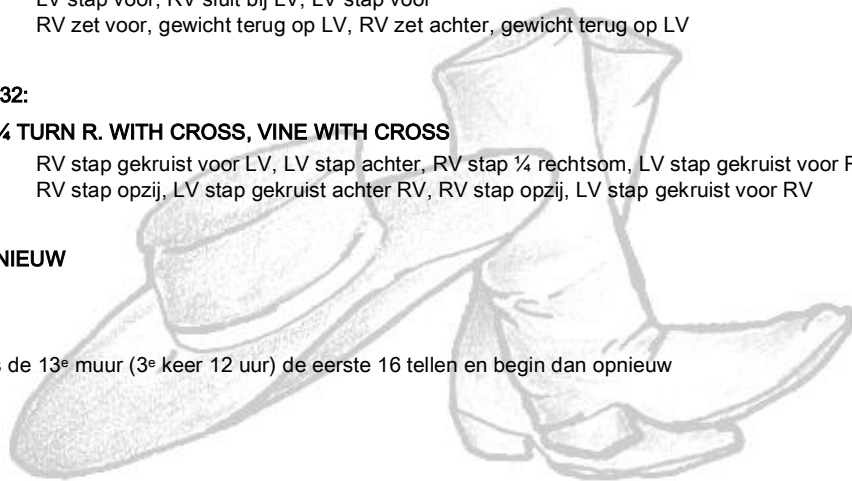 LV stap voor, RV sluit bij LV, LV stap voor
RV zet voor, gewicht terug op LV, RV zet achter, gewicht terug op LV
32:
¼ TURN R. WITH CROSS, VINE WITH CROSS
RV stap gekruist voor LV, LV stap achter, RV stap ¼ rechtsom, LV stap gekruist voor
RV stap opzij, LV stap gekruist achter RV, RV stap opzij, LV stap gekruist voor RV
NIEUW
de 13ᵉ muur (3ᵉ keer 12 uur) de eerste 16 tellen en begin dan opnieuw